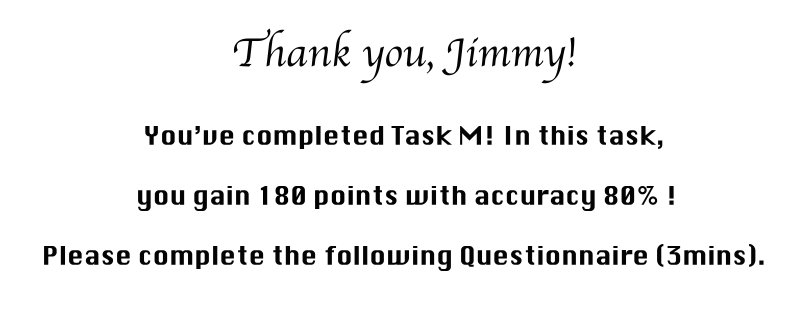 Thank you, Jimmy!
You've completed Task M! In this task,
you gain 180 points with accuracy 80% !
Please complete the following Questionnaire (3mins).